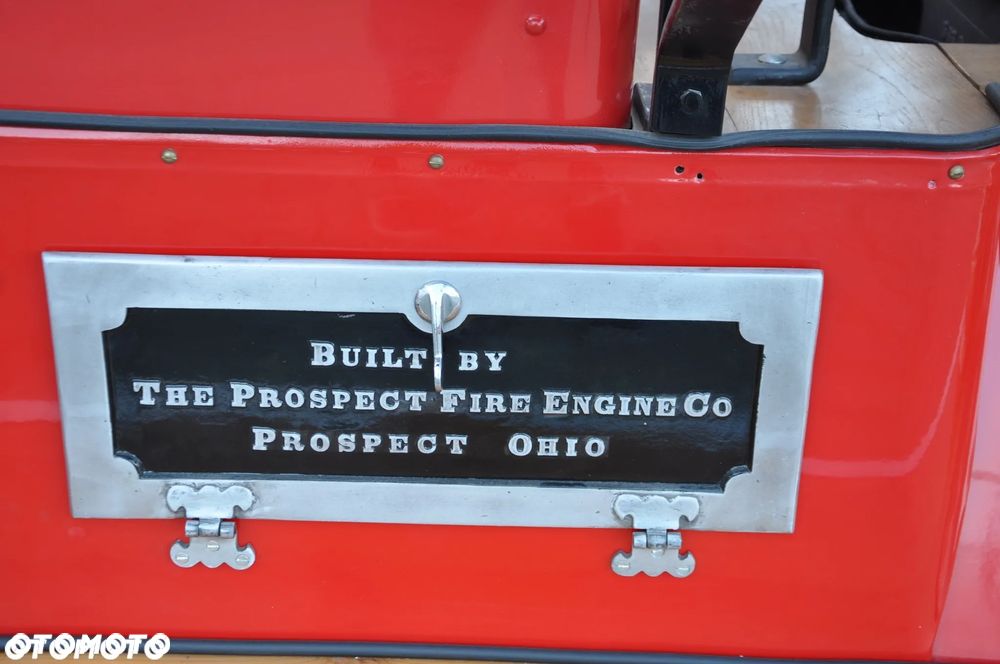 BUILT BY
THE PROSPECT FIRE ENGINE CO
PROSPECT OHIO
OTOMOTO